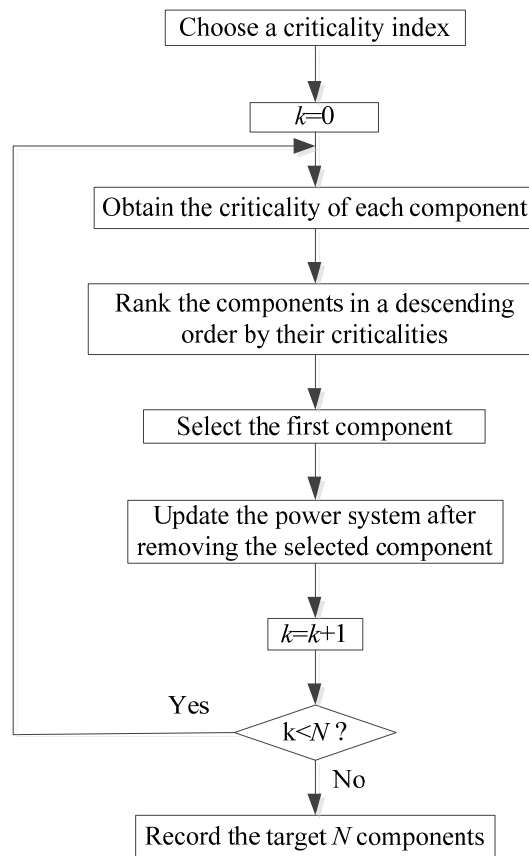 Choose a criticality index
k=0
Obtain the criticality of each component
Rank the components in a descending
order by their criticalities
Select the first component
Update the power system after
removing the selected component
k=k+1
Yes
k<N ?
No
Record the target N components